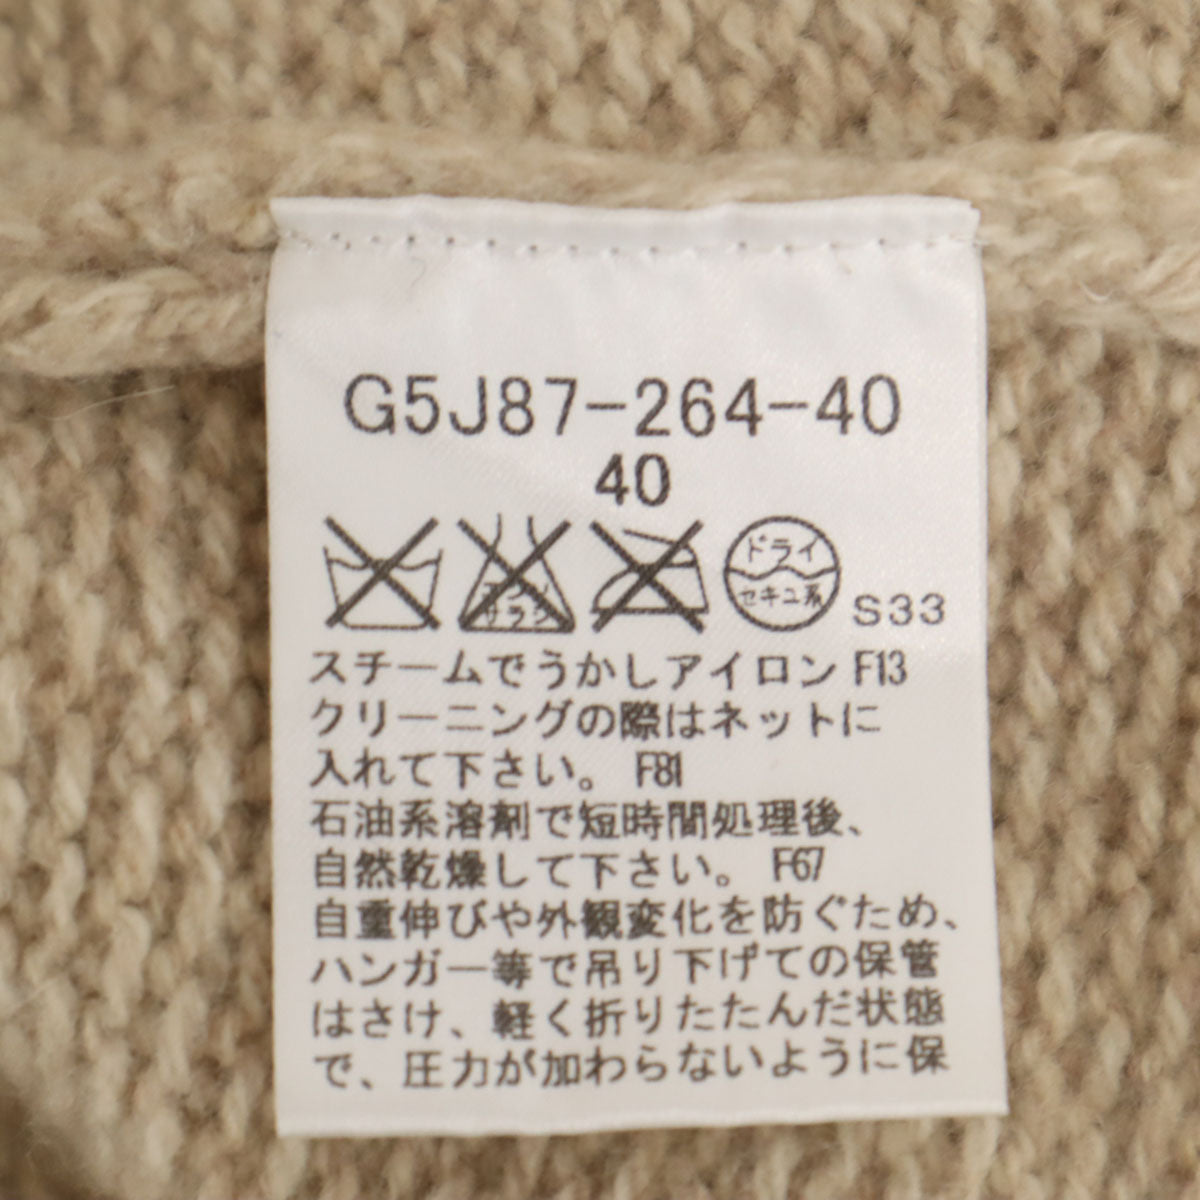 G5J87-264-40
40
エンソ サラシ
ドライ
セキユ系
S33
スチームでうかしアイロン F13
クリーニングの際はネットに
入れて下さい。 F81
石油系溶剤で短時間処理後、
自然乾燥して下さい。 F67
自重伸びや外観変化を防ぐため、
ハンガー等で吊り下げての保管
はさけ、軽く折りたたんだ状態
で、圧力が加わらないように保